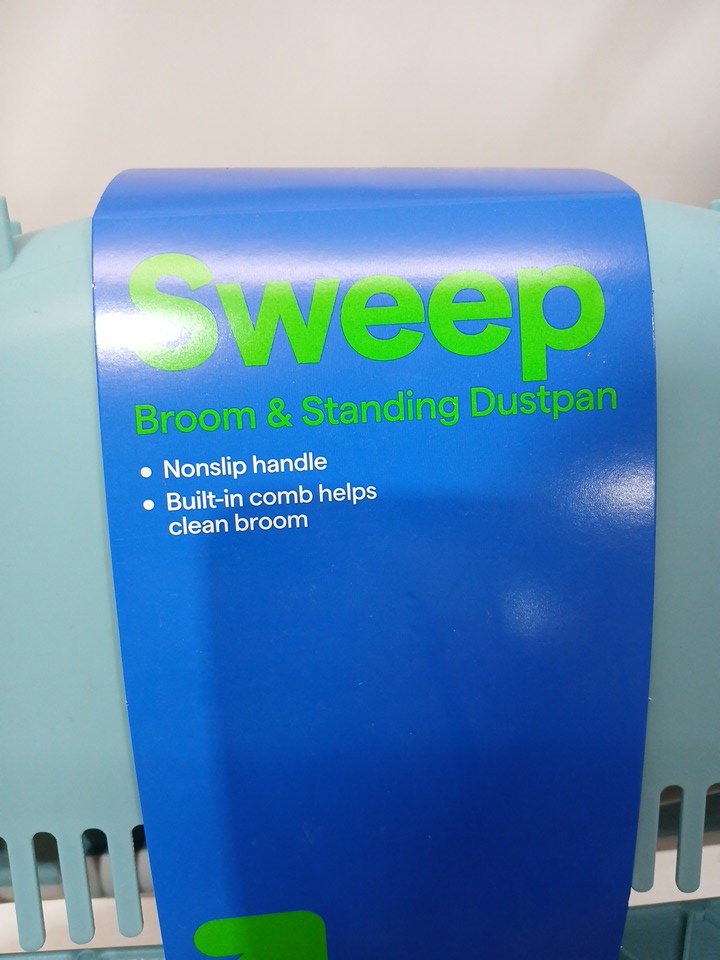 Sweep
Broom & Standing Dustpan
• Nonslip handle
• Built-in comb helps
clean broom